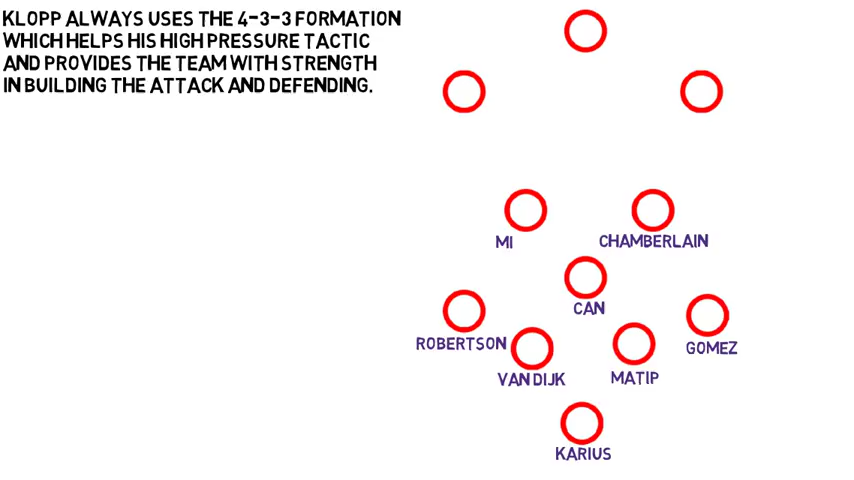 KLOPP ALWAYS USES THE 4-3-3 FORMATION
WHICH HELPS HIS HIGH PRESSURE TACTIC
AND PROVIDES THE TEAM WITH STRENGTH
IN BUILDING THE ATTACK AND DEFENDING.
MI
CHAMBERLAIN
CAN
ROBERTSON
GOMEZ
VAN DIJK
MATIP
KARIUS